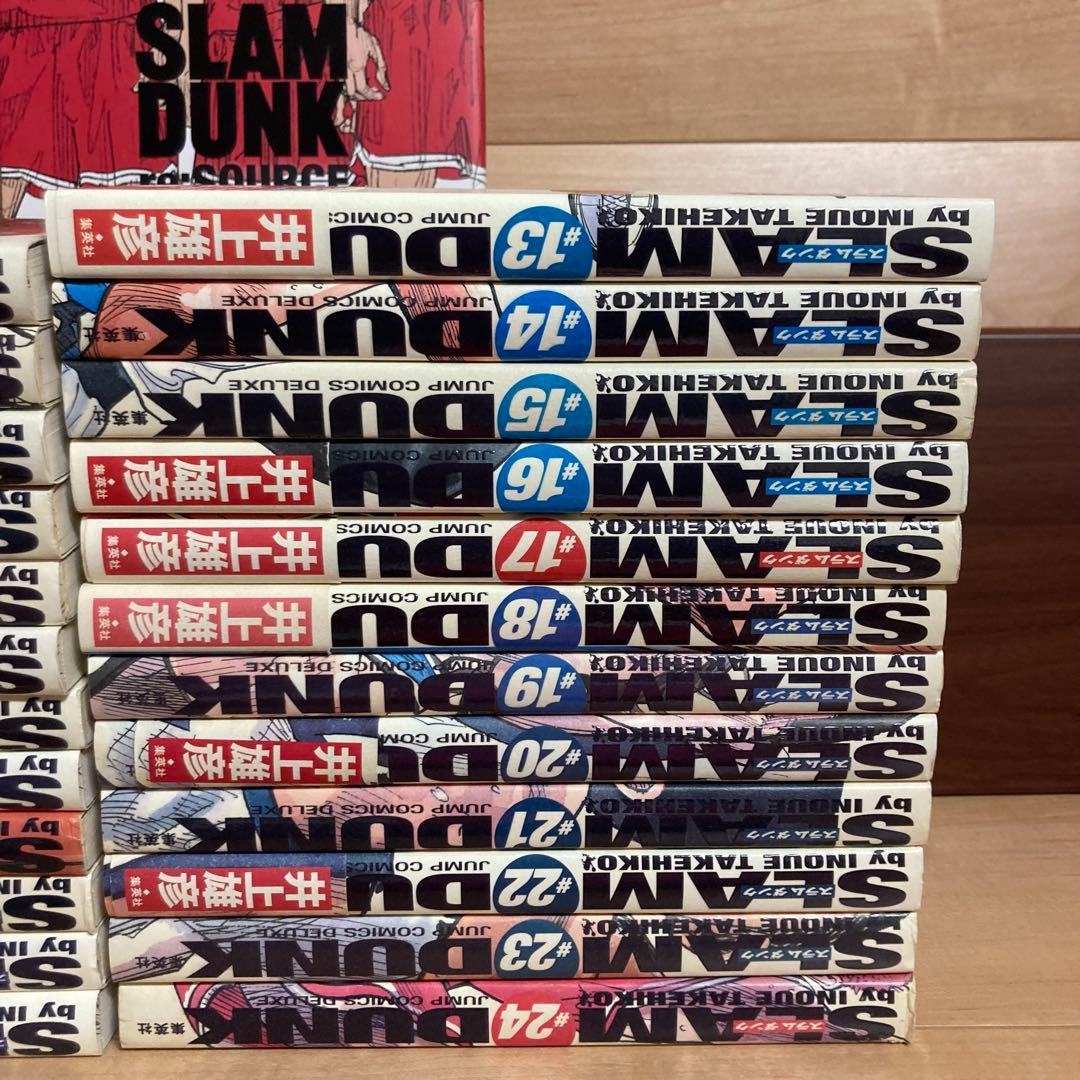 SLAM
DUNK
re:SOURCE
SLAM DU
by INOUE TAKEHIKO
スラムダンク
#13
JUMP COMICS
井上雄彦
集英社
SLAM DUNK
by INOUE TAKEHIKO
スラムダンク
#14
JUMP COMICS DELUXE
集英社
SLAM DUNK
by INOUE TAKEHIKO
スラムダンク
#15
JUMP COMICS DELUXE
集英社
SLAM DU
by INOUE TAKEHIKO
スラムダンク
#16
JUMP COMICS
井上雄彦
集英社
SLAM DU
by INOUE TAKEHIKO
スラムダンク
#17
JUMP COMICS
井上雄彦
集英社
SLAM DU
by INOUE TAKEHIKO
スラムダンク
#18
JUMP COMICS
井上雄彦
集英社
SLAM DUNK
by INOUE TAKEHIKO
スラムダンク
#19
JUMP COMICS DELUXE
集英社
SLAM DU
by INOUE TAKEHIKO
スラムダンク
#20
JUMP COM
井上雄彦
集英社
SLAM DUNK
by INOUE TAKEHIKO
スラムダンク
#21
JUMP COMICS DELUXE
集英社
SLAM DU
by INOUE TAKEHIKO
スラムダンク
#22
JUMP COMICS
井上雄彦
集英社
SLAM DUNK
by INOUE TAKEHIKO
スラムダンク
#23
JUMP COMICS DELUXE
集英社
SLAM DUNK
by INOUE TAKEHIKO
スラムダンク
#24
JUMP COMICS DELUXE
集英社